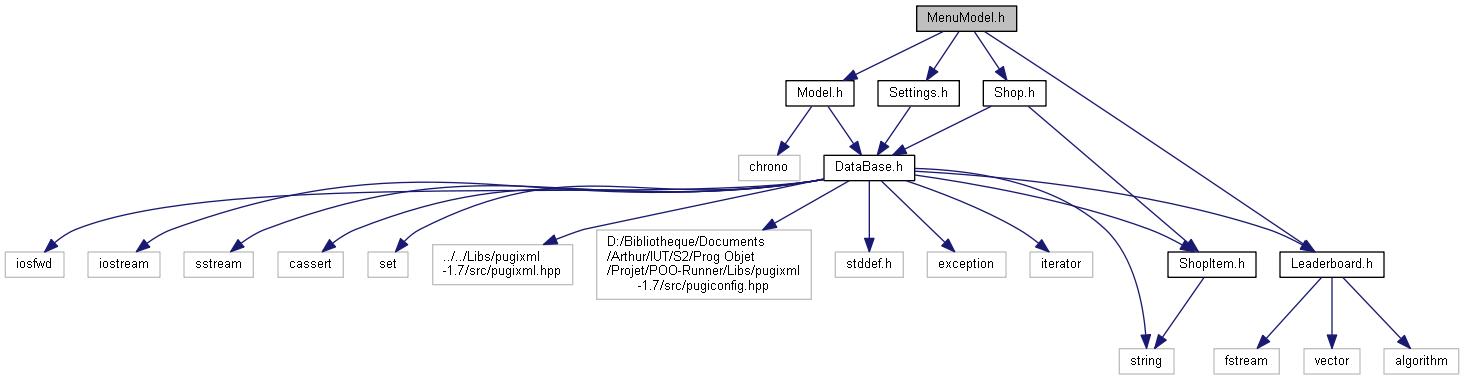 MenuModel.h
Model.h
Settings.h
Shop.h
chrono
DataBase.h
iosfwd
iostream
sstream
cassert
set
../../Libs/pugixml
-1.7/src/pugixml.hpp
D:/Bibliotheque/Documents
/Arthur/IUT/S2/Prog Objet
/Projet/POO-Runner/Libs/pugixml
-1.7/src/pugiconfig.hpp
stddef.h
exception
iterator
ShopItem.h
Leaderboard.h
string
fstream
vector
algorithm